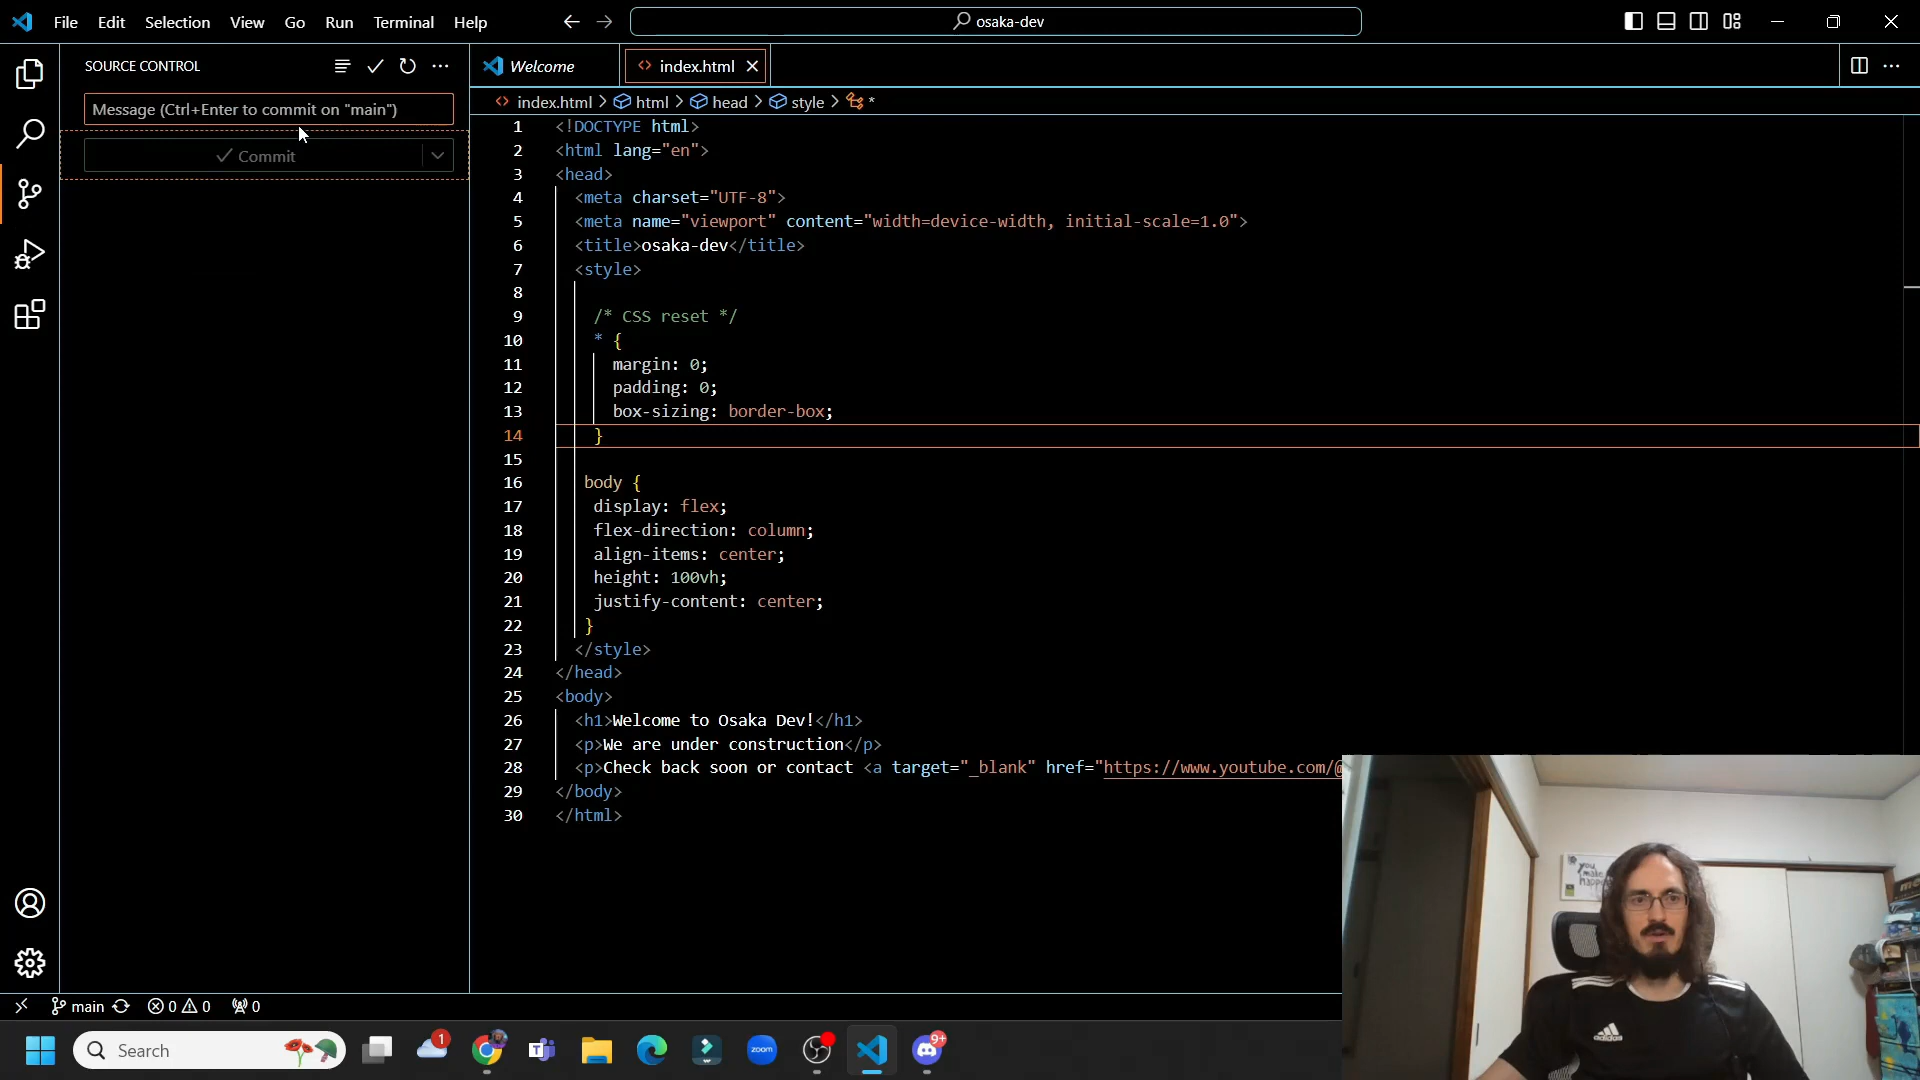 File Edit Selection View Go Run Terminal Help
osaka-dev
SOURCE CONTROL
Message (Ctrl+Enter to commit on "main")
Commit
Welcome
index.html
index.html > html > head > style > *
1 <!DOCTYPE html>
2 <html lang="en">
3 <head>
4 <meta charset="UTF-8">
5 <meta name="viewport" content="width=device-width, initial-scale=1.0">
6 <title>osaka-dev</title>
7 <style>
8
9 /* CSS reset */
10 * {
11 margin: 0;
12 padding: 0;
13 box-sizing: border-box;
14 }
15
16 body {
17 display: flex;
18 flex-direction: column;
19 align-items: center;
20 height: 100vh;
21 justify-content: center;
22 }
23 </style>
24 </head>
25 <body>
26 <h1>Welcome to Osaka Dev!</h1>
27 <p>We are under construction</p>
28 <p>Check back soon or contact <a target="_blank" href="https://www.youtube.com/@
29 </body>
30 </html>
you
make
happy
adidas
main 0 0 0
Search
1
zoom
9+